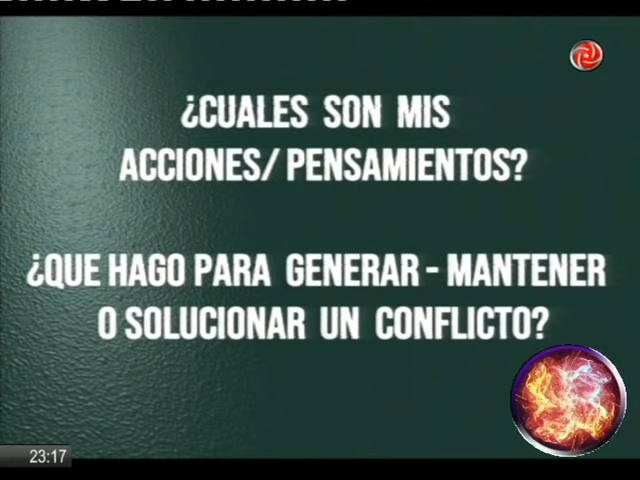 ¿CUALES SON MIS
ACCIONES/ PENSAMIENTOS?
¿QUE HAGO PARA GENERAR - MANTENER
O SOLUCIONAR UN CONFLICTO?
23:17